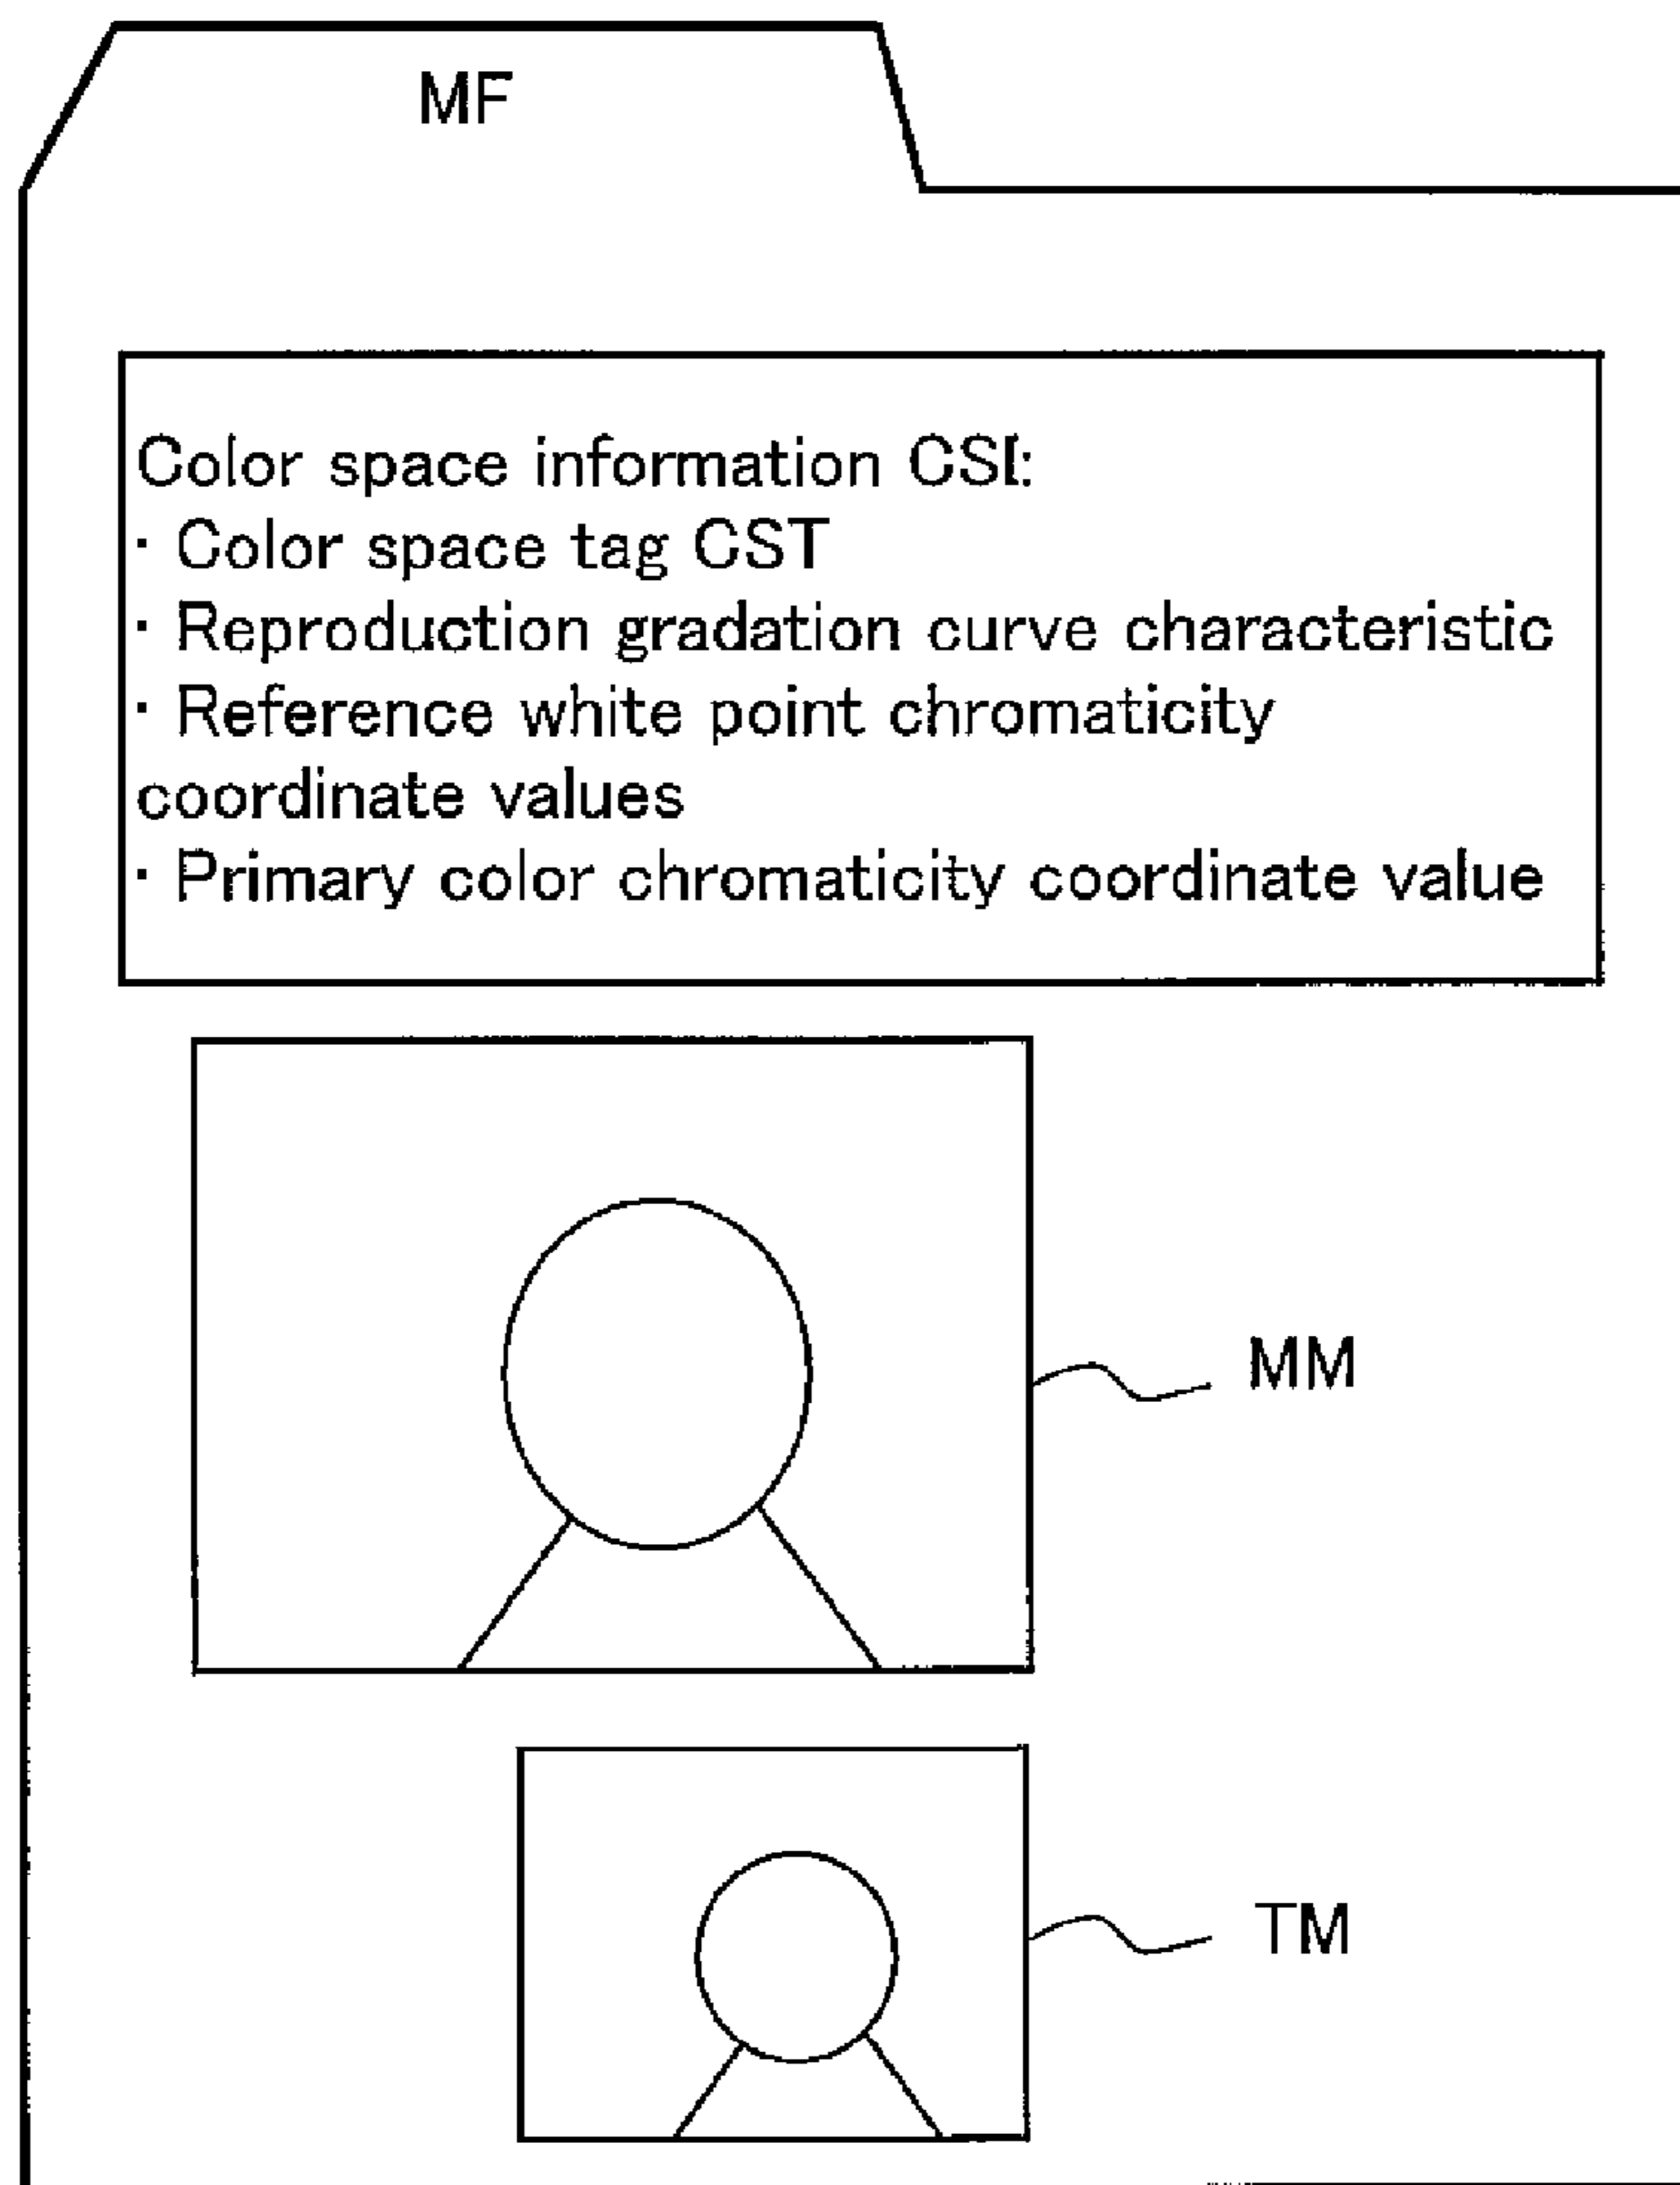 MF
Color space information CSI:
・Color space tag CST
・Reproduction gradation curve characteristic
・Reference white point chromaticity
coordinate values
・Primary color chromaticity coordinate value
MM
TM